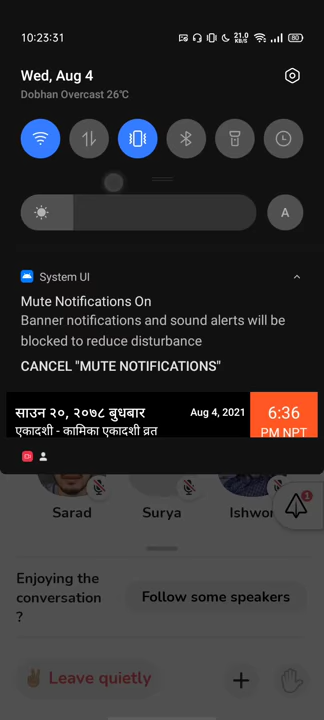 10:23:31
21.0
KB/S
80
Wed, Aug 4
Dobhan Overcast 26°C
A
System UI
Mute Notifications On
Banner notifications and sound alerts will be
blocked to reduce disturbance
CANCEL "MUTE NOTIFICATIONS"
साउन २०, २०७८ बुधबार
Aug 4, 2021
6:36
एकादशी - कामिका एकादशी व्रत
PM NPT
Sarad
Surya
Ishwor
1
Enjoying the
conversation
?
Follow some speakers
Leave quietly